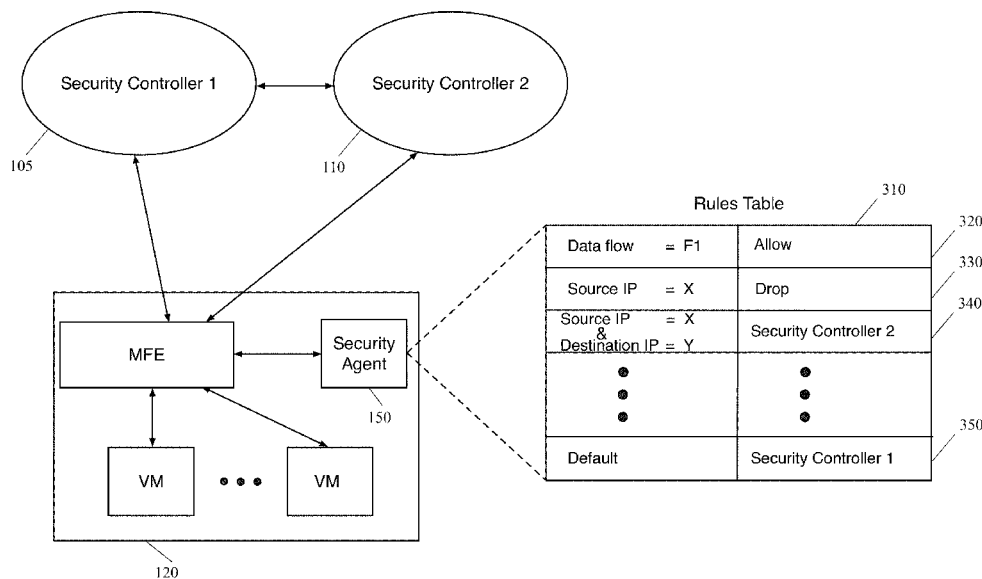 Security Controller 1
Security Controller 2
105
110
310
Rules Table
Data flow = F1 Allow
320
Source IP = X Drop
330
Source IP = X
&
Destination IP = Y
Security Controller 2
340
Default Security Controller 1
350
MFE
Security
Agent
150
VM
VM
120